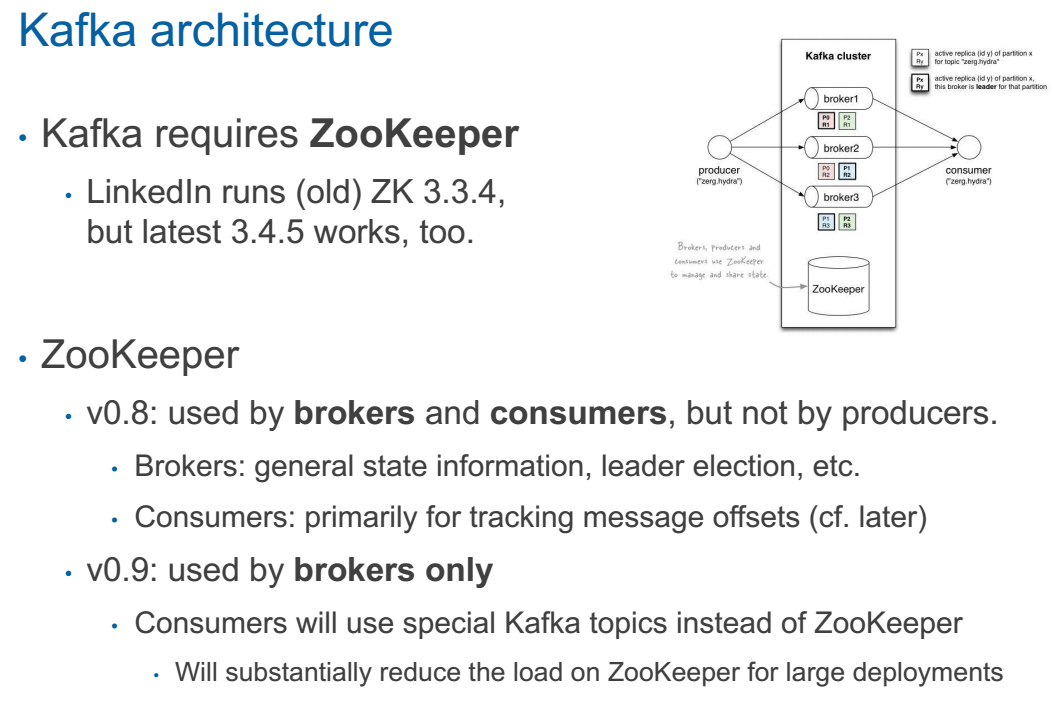 Kafka architecture
• Kafka requires ZooKeeper
• LinkedIn runs (old) ZK 3.3.4,
but latest 3.4.5 works, too.
Kafka cluster
broker1
P0 P2
R1 R1
broker2
P0 P1
R2 R2
broker3
P1 P2
R3 R3
ZooKeeper
producer
("zerg.hydra")
consumer
("zerg.hydra")
Brokers, producers and
consumers use ZooKeeper
to manage and share state.
Px
Ry
active replica (id y) of partition x
for topic "zerg.hydra"
Px
Ry
active replica (id y) of partition x,
this broker is leader for that partition
• ZooKeeper
• v0.8: used by brokers and consumers, but not by producers.
• Brokers: general state information, leader election, etc.
• Consumers: primarily for tracking message offsets (cf. later)
• v0.9: used by brokers only
• Consumers will use special Kafka topics instead of ZooKeeper
• Will substantially reduce the load on ZooKeeper for large deployments